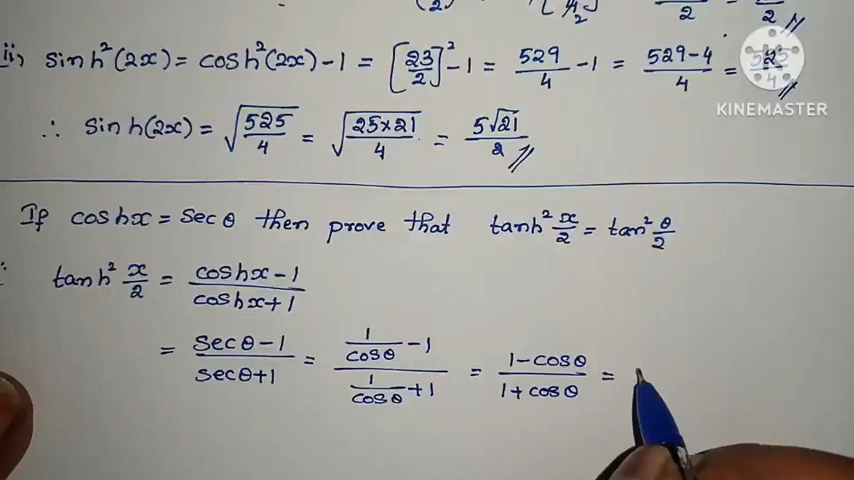 ii) sinh²(2x) = cosh²(2x) - 1 = [23/2]² - 1 = 529/4 - 1 = 529-4/4 =
KINEMASTER
∴ sinh(2x) = √525/4 = √25×21/4 = 5√21/2
If coshx = secθ then prove that tanh² x/2 = tan² θ/2
tanh² x/2 = coshx - 1/coshx + 1
= secθ - 1/secθ + 1 = 1/cosθ - 1/1/cosθ + 1 = 1 - cosθ/1 + cosθ =